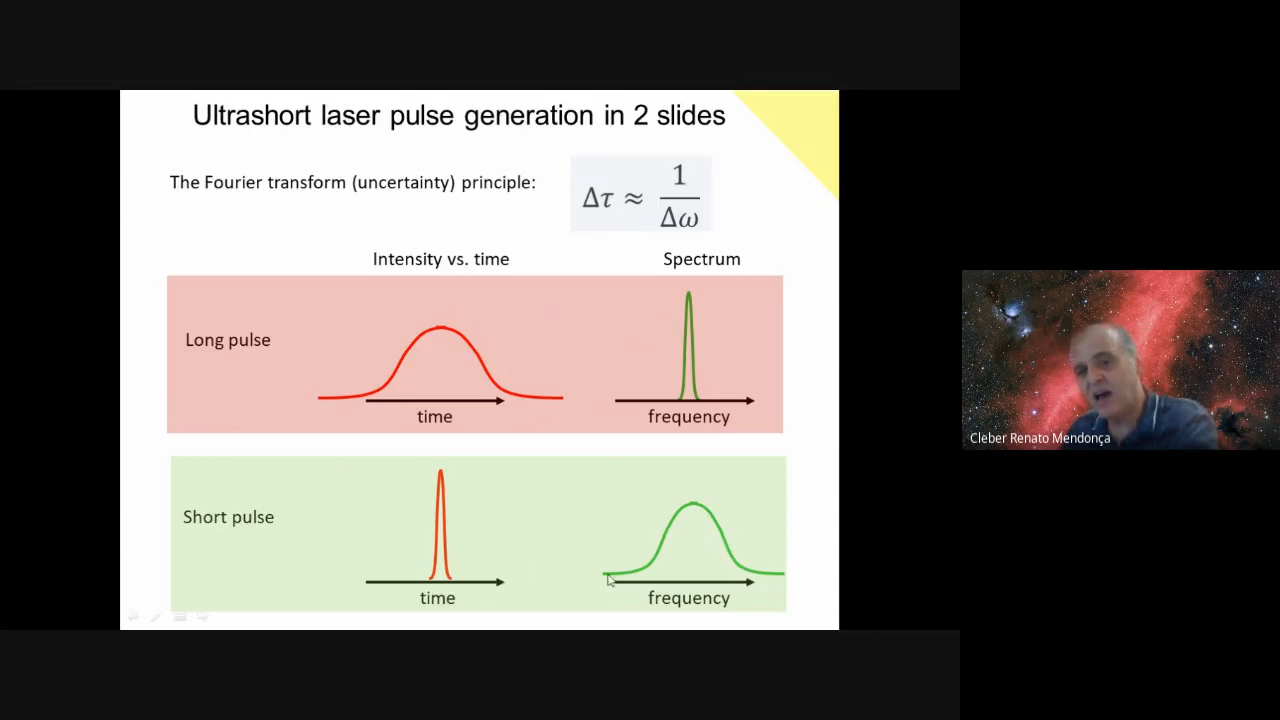 Ultrashort laser pulse generation in 2 slides
The Fourier transform (uncertainty) principle:
Δτ ≈ 1/Δω
Intensity vs. time
Spectrum
Long pulse
time
frequency
Short pulse
time
frequency
Cleber Renato Mendonça